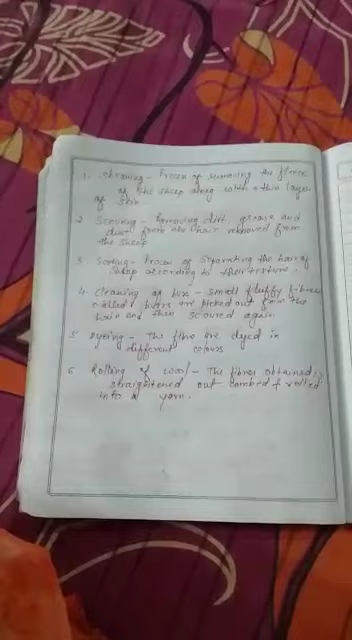 1. Shearing - Process of removing the fleece
of the sheep along with a thin layer
of skin
2 Scouring - Removing dirt, grease and
dust from the hair removed from
the sheep
3 Sorting - Process of separating the hair of
sheep according to their texture.
4. Cleaning of burs - small fluffy fibres
called burrs are picked out from the
hair and then scoured again
5 Dyeing - The fibre are dyed in
different colours
6 Rolling of wool - The fibres obtained
straightened out combed & rolled
into yarn.